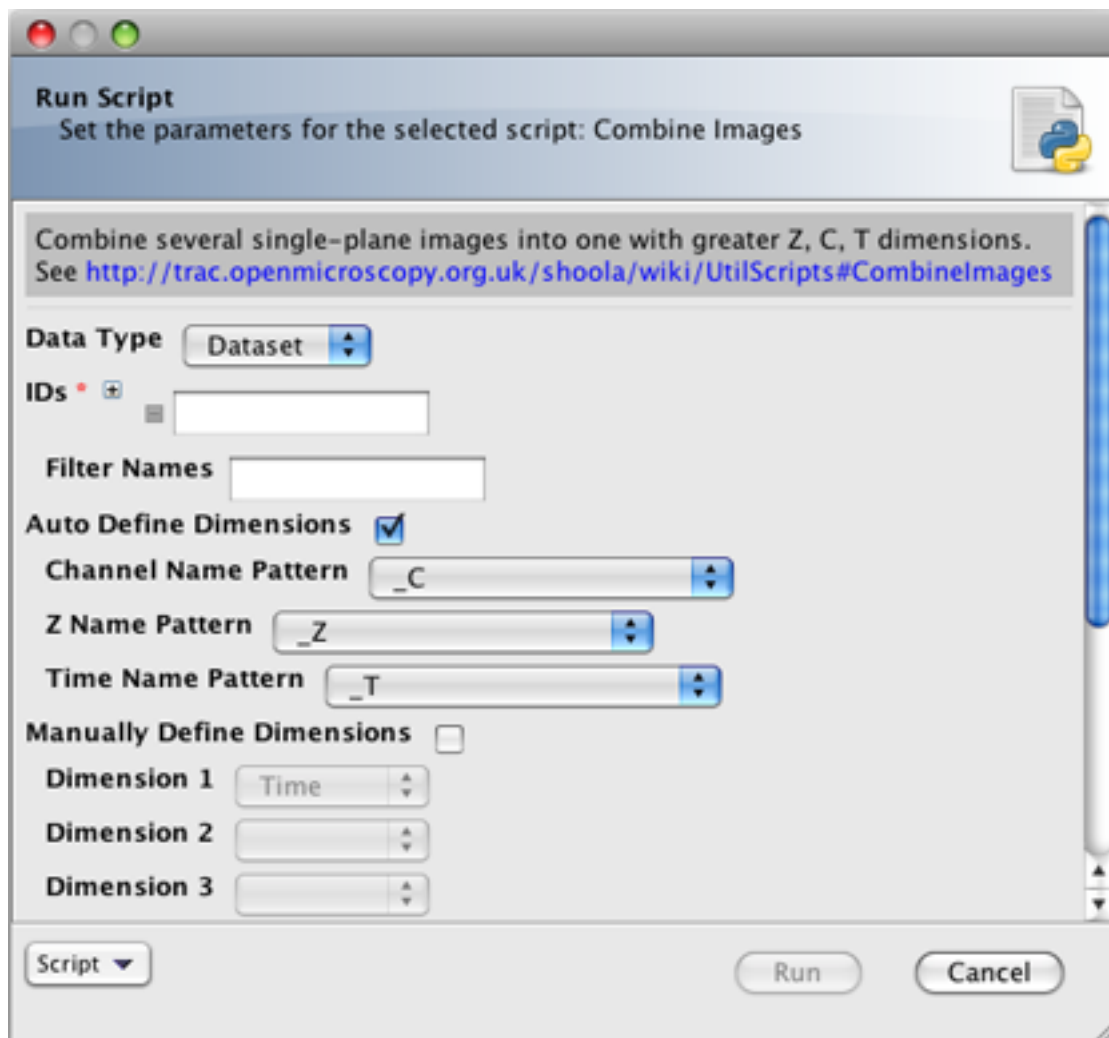 Run Script
Set the parameters for the selected script: Combine Images
Combine several single-plane images into one with greater Z, C, T dimensions.
See http://trac.openmicroscopy.org.uk/shoola/wiki/UtilScripts#CombineImages
Data Type Dataset
IDs *
Filter Names
Auto Define Dimensions
Channel Name Pattern _C
Z Name Pattern _Z
Time Name Pattern _T
Manually Define Dimensions
Dimension 1 Time
Dimension 2
Dimension 3
Script Run Cancel